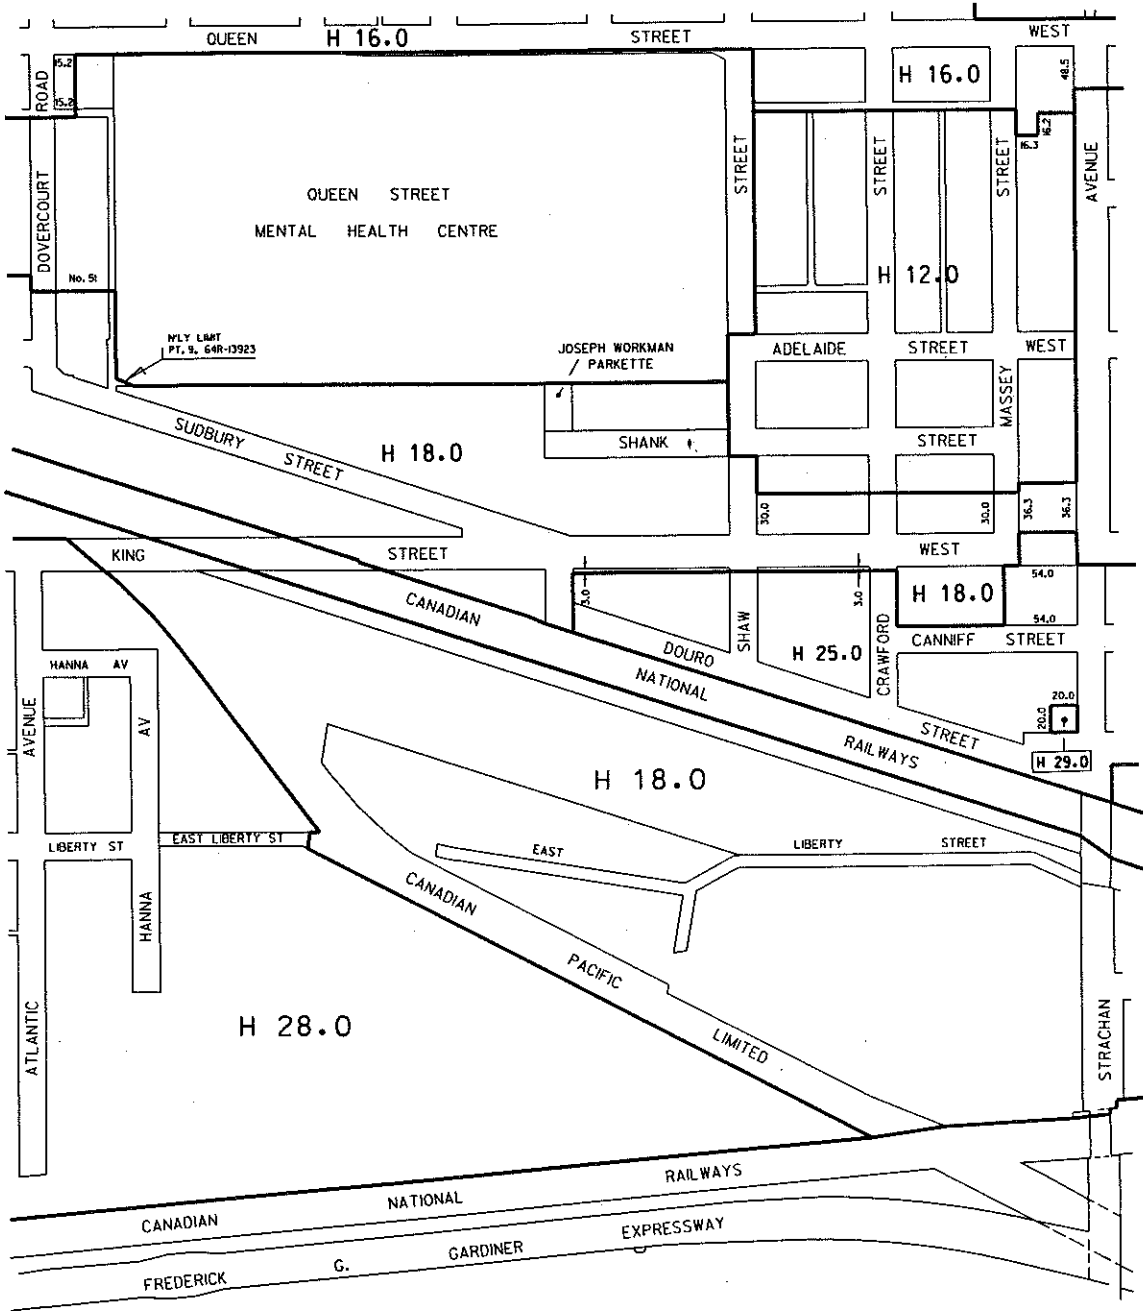 QUEEN H 16.0 STREET WEST
ROAD
15.2
15.2
H 16.0
48.5
16.2
16.3
DOVERCOURT
QUEEN STREET
MENTAL HEALTH CENTRE
STREET
STREET
STREET
AVENUE
No. 51
H 12.0
N'LY LIMIT
PT. 9, 64R-13923
JOSEPH WORKMAN
PARKETTE
ADELAIDE STREET WEST
MASSEY
SUDBURY STREET
H 18.0
SHANK STREET
30.0
30.0
36.3
36.3
KING STREET WEST
3.0
3.0
54.0
54.0
H 18.0
CANADIAN NATIONAL RAILWAYS
DOURO STREET
SHAW
H 25.0
CRAWFORD
CANNIFF STREET
20.0
20.0
H 29.0
HANNA AV
AVENUE
AV
H 18.0
LIBERTY ST
EAST LIBERTY ST
EAST LIBERTY STREET
HANNA
CANADIAN PACIFIC LIMITED
H 28.0
ATLANTIC
STRACHAN
CANADIAN NATIONAL RAILWAYS
FREDERICK G. GARDINER EXPRESSWAY